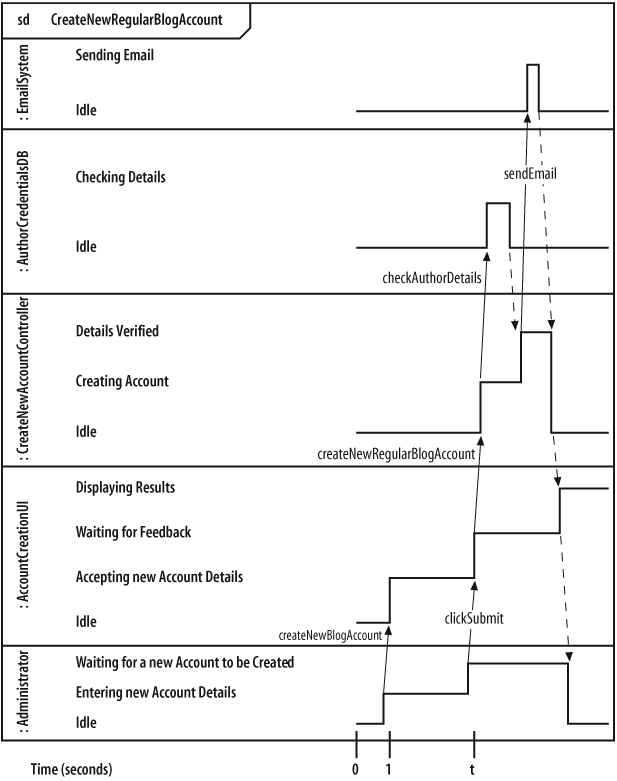 sd CreateNewRegularBlogAccount
: EmailSystem
Sending Email
Idle
sendEmail
: AuthorCredentialsDB
Checking Details
Idle
checkAuthorDetails
: CreateNewAccountController
Details Verified
Creating Account
Idle
createNewRegularBlogAccount
: AccountCreationUI
Displaying Results
Waiting for Feedback
Accepting new Account Details
Idle
createNewBlogAccount
clickSubmit
: Administrator
Waiting for a new Account to be Created
Entering new Account Details
Idle
Time (seconds) 0 1 t